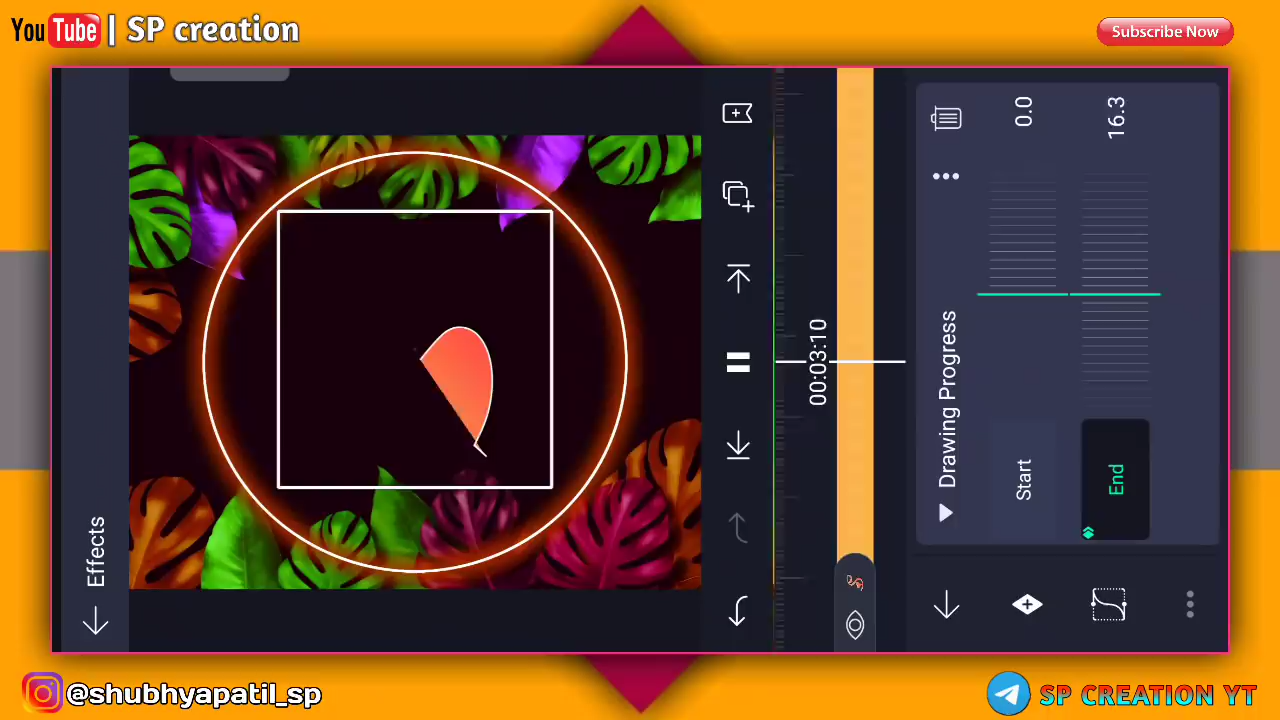 YouTube | SP creation
Subscribe Now
Effects
00:03:10
Drawing Progress
Start
0.0
End
16.3
@shubhyapatil_sp
SP CREATION YT